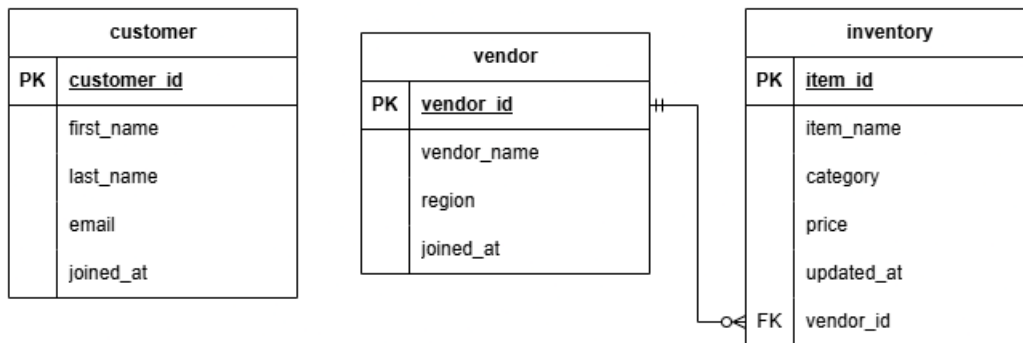 customer
PK customer_id
first_name
last_name
email
joined_at
vendor
PK vendor_id
vendor_name
region
joined_at
inventory
PK item_id
item_name
category
price
updated_at
FK vendor_id